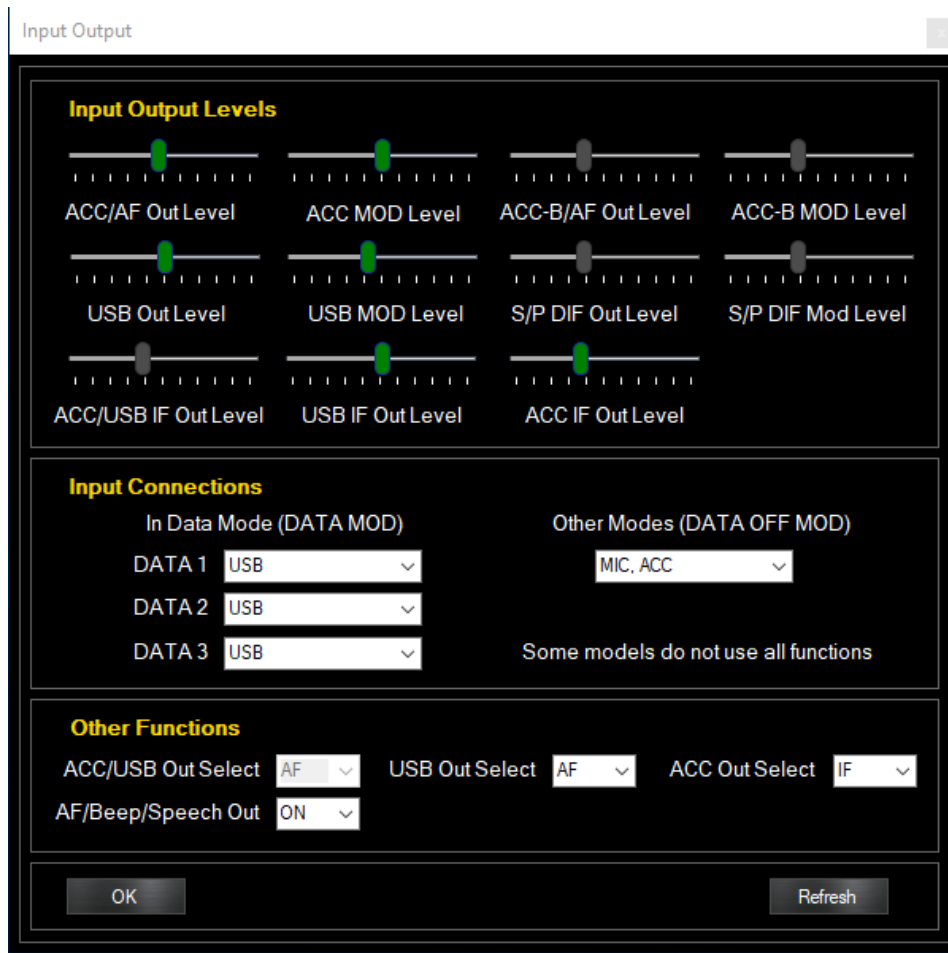 Input Output
x
Input Output Levels
ACC/AF Out Level
ACC MOD Level
ACC-B/AF Out Level
ACC-B MOD Level
USB Out Level
USB MOD Level
S/P DIF Out Level
S/P DIF Mod Level
ACC/USB IF Out Level
USB IF Out Level
ACC IF Out Level
Input Connections
In Data Mode (DATA MOD)
Other Modes (DATA OFF MOD)
DATA 1 USB
MIC, ACC
DATA 2 USB
DATA 3 USB
Some models do not use all functions
Other Functions
ACC/USB Out Select AF
USB Out Select AF
ACC Out Select IF
AF/Beep/Speech Out ON
OK
Refresh